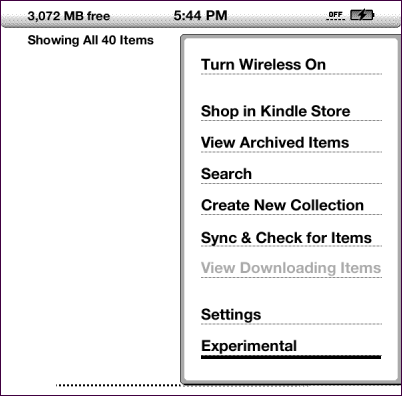 3,072 MB free 5:44 PM OFF
Showing All 40 Items
Turn Wireless On
Shop in Kindle Store
View Archived Items
Search
Create New Collection
Sync & Check for Items
View Downloading Items
Settings
Experimental